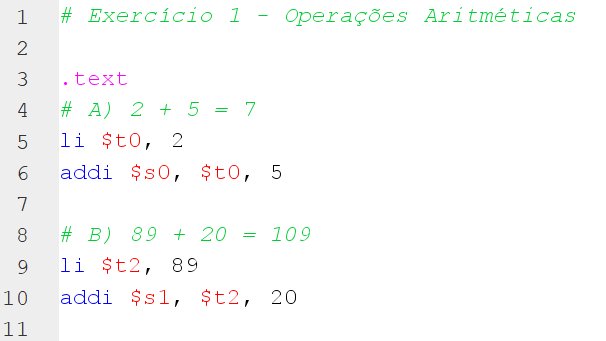 1 # Exercício 1 - Operações Aritméticas
2
3 .text
4 # A) 2 + 5 = 7
5 li $t0, 2
6 addi $s0, $t0, 5
7
8 # B) 89 + 20 = 109
9 li $t2, 89
10 addi $s1, $t2, 20
11